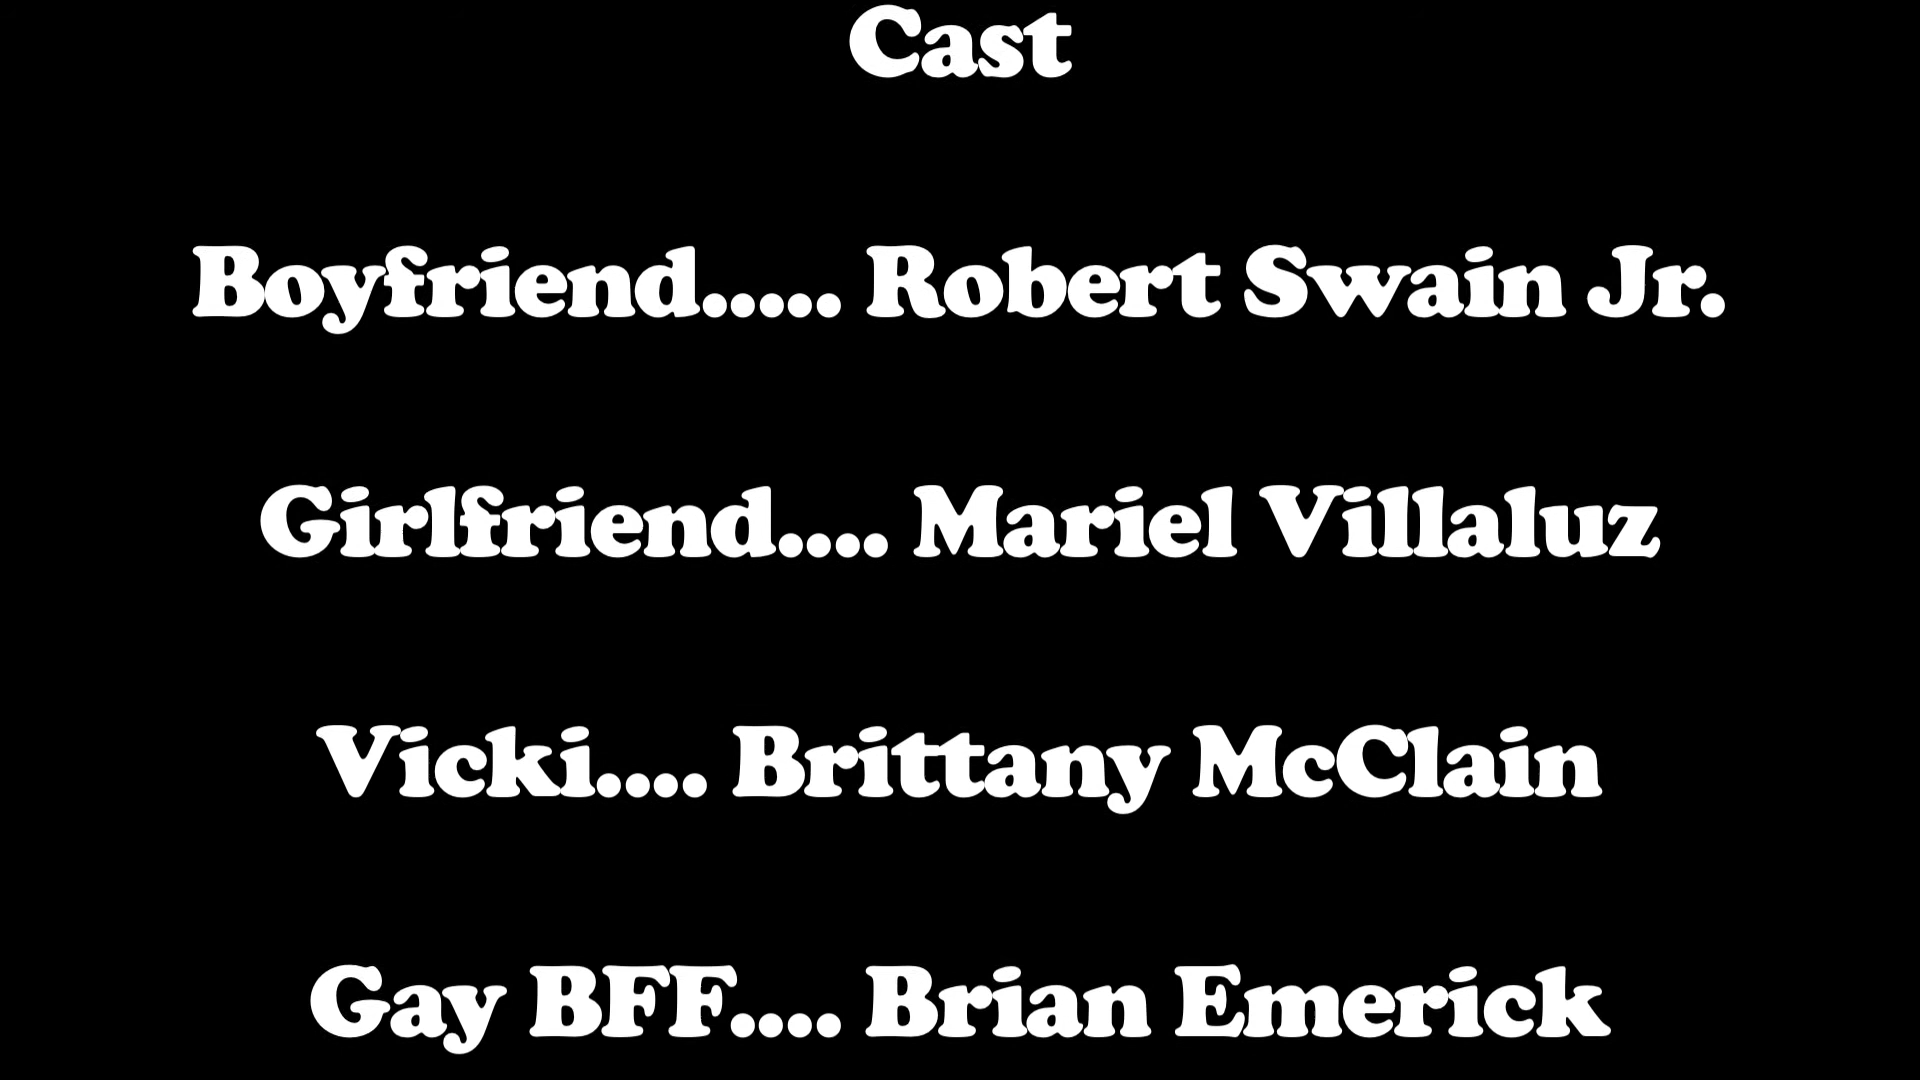 Cast
Boyfriend..... Robert Swain Jr.
Girlfriend.... Mariel Villaluz
Vicki.... Brittany McClain
Gay BFF.... Brian Emerick